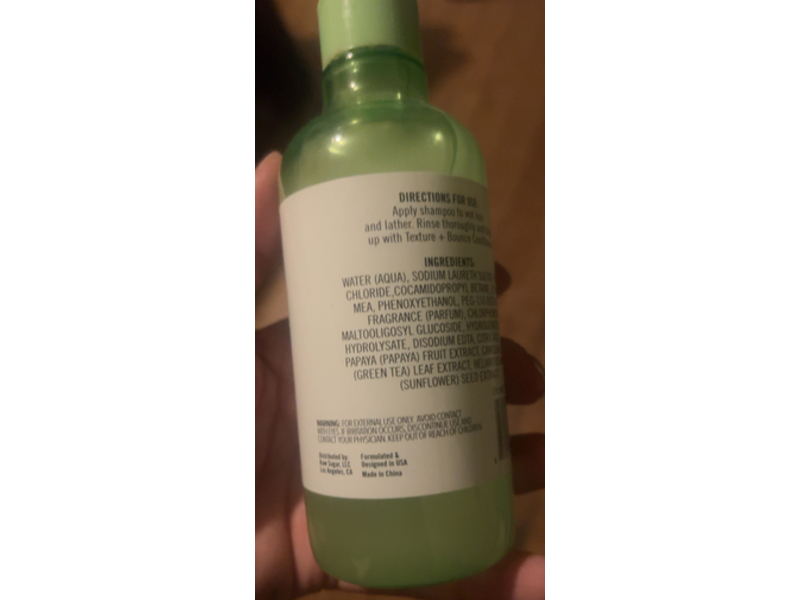 DIRECTIONS FOR USE
Apply shampoo to wet
and lather. Rinse thoroughly
up with Texture + Bounce
INGREDIENTS:
WATER (AQUA), SODIUM LAURETH
CHLORIDE,COCAMIDOPROPYL BETAINE,
MEA, PHENOXYETHANOL,
FRAGRANCE (PARFUM),
MALTOOLIGOSYL GLUCOSIDE,
HYDROLYSATE, DISODIUM EDTA,
PAPAYA (PAPAYA) FRUIT EXTRACT,
(GREEN TEA) LEAF EXTRACT,
(SUNFLOWER) SEED
WARNING: FOR EXTERNAL USE ONLY. AVOID CONTACT
WITH EYES. IF IRRITATION OCCURS, DISCONTINUE USE AND
CONTACT YOUR PHYSICIAN. KEEP OUT OF REACH OF CHILDREN.
Distributed by
Raw Sugar, LLC
Los Angeles, CA
Formulated &
Designed in USA
Made in China